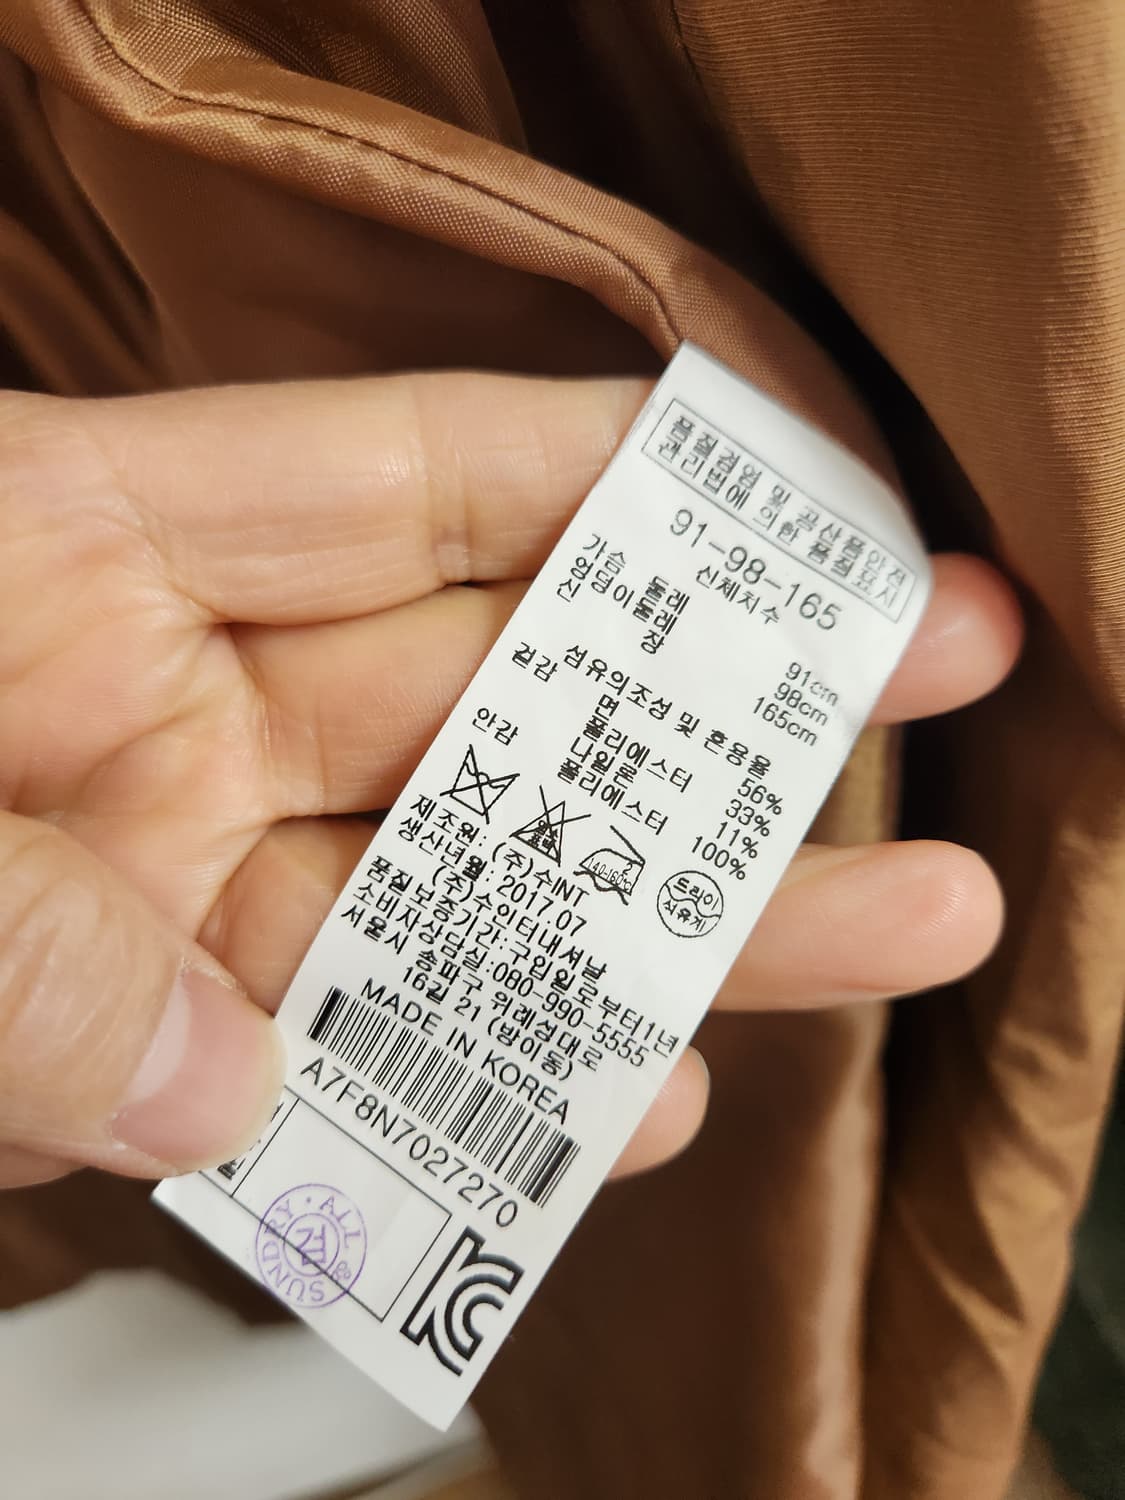 품질경영 및 공산품안전
관리법에 의한 품질표시
91-98-165
신체치수
가슴 둘레 91cm
엉덩이둘레 98cm
신 장 165cm
섬유의조성 및 혼용율
겉감 면 56%
폴리에스터 33%
나일론 11%
안감 폴리에스터 100%
염소
표백
2
140-160℃
드라이
석유계
제조원: (주)수INT
생산년월: 2017.07
(주)수인터내셔날
품질보증기간:구입일로부터1년
소비자상담실:080-990-5555
서울시 송파구 위례성대로
16길 21 (방이동)
MADE IN KOREA
A7F8N7027270
SUNDRY · ALL
KC